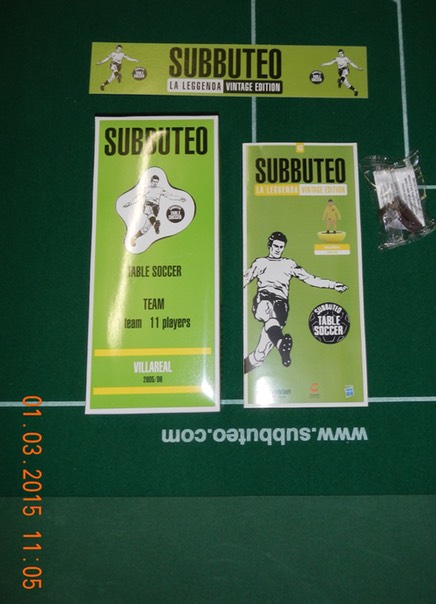 SUBBUTEO
LA LEGGENDA VINTAGE EDITION
SUBBUTEO
TABLE SOCCER
TEAM
team 11 players
VILLAREAL
2005/06
SUBBUTEO
LA LEGGENDA VINTAGE EDITION
SUBBUTEO
TABLE
SOCCER
www.subbuteo.com
01.03.2015 11:05